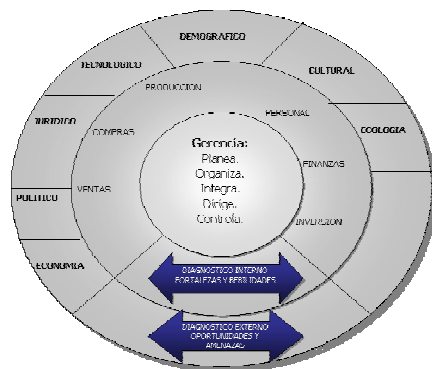 DEMOGRAFICO
TECNOLOGICO
CULTURAL
PRODUCCION
PERSONAL
JURIDICO
COMPRAS
ECOLOGIA
Gerencia:
Planea.
Organiza.
Integra.
Dirige.
Controla.
FINANZAS
POLITICO
VENTAS
INVERSION
ECONOMIA
DIAGNOSTICO INTERNO
FORTALEZAS Y DEBILIDADES
DIAGNOSTICO EXTERNO
OPORTUNIDADES Y
AMENAZAS